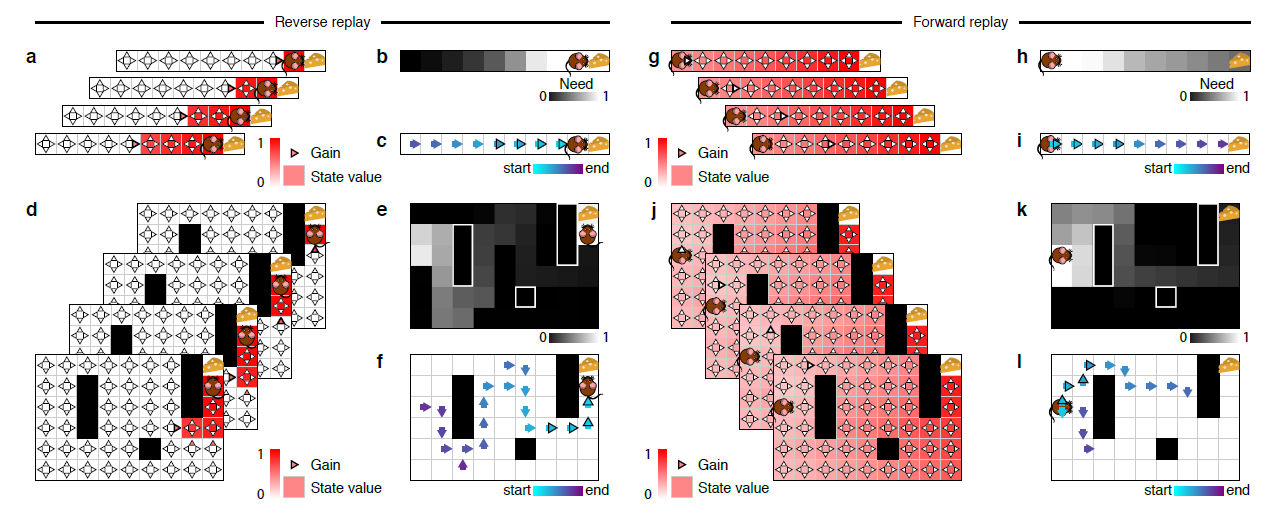 Reverse replay
Forward replay
a
b
g
h
Need
0 1
Need
0 1
c
i
1
Gain
0
State value
start end
1
Gain
0
State value
start end
d
e
j
k
0 1
0 1
f
l
1
Gain
0
State value
start end
1
Gain
0
State value
start end